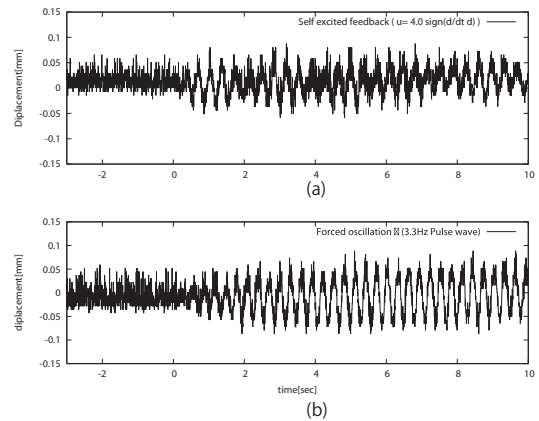 Self excited feedback ( u= 4.0 sign(d/dt d) )
0.15
0.1
0.05
0
-0.05
-0.1
-0.15
Diplacement[mm]
-2 0 2 4 6 8 10
(a)
Forced oscillation (3.3Hz Pulse wave)
0.15
0.1
0.05
0
-0.05
-0.1
-0.15
diplacement[mm]
-2 0 2 4 6 8 10
time[sec]
(b)